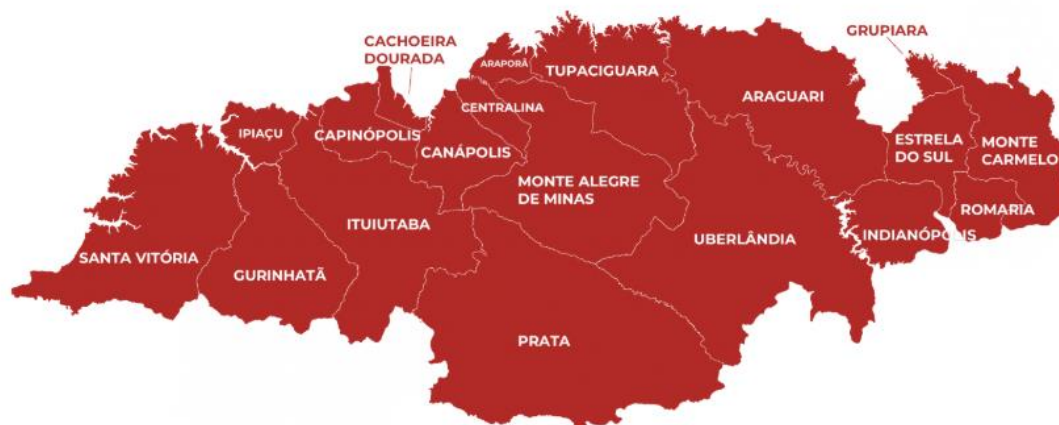 GRUPIARA
CACHOEIRA
DOURADA
ARAPORÃ
TUPACIGUARA
ARAGUARI
CENTRALINA
IPIAÇU
CAPINÓPOLIS
CANÁPOLIS
ESTRELA
DO SUL
MONTE
CARMELO
MONTE ALEGRE
DE MINAS
ITUIUTABA
ROMARIA
UBERLÂNDIA
INDIANÓPOLIS
SANTA VITÓRIA
GURINHATÃ
PRATA